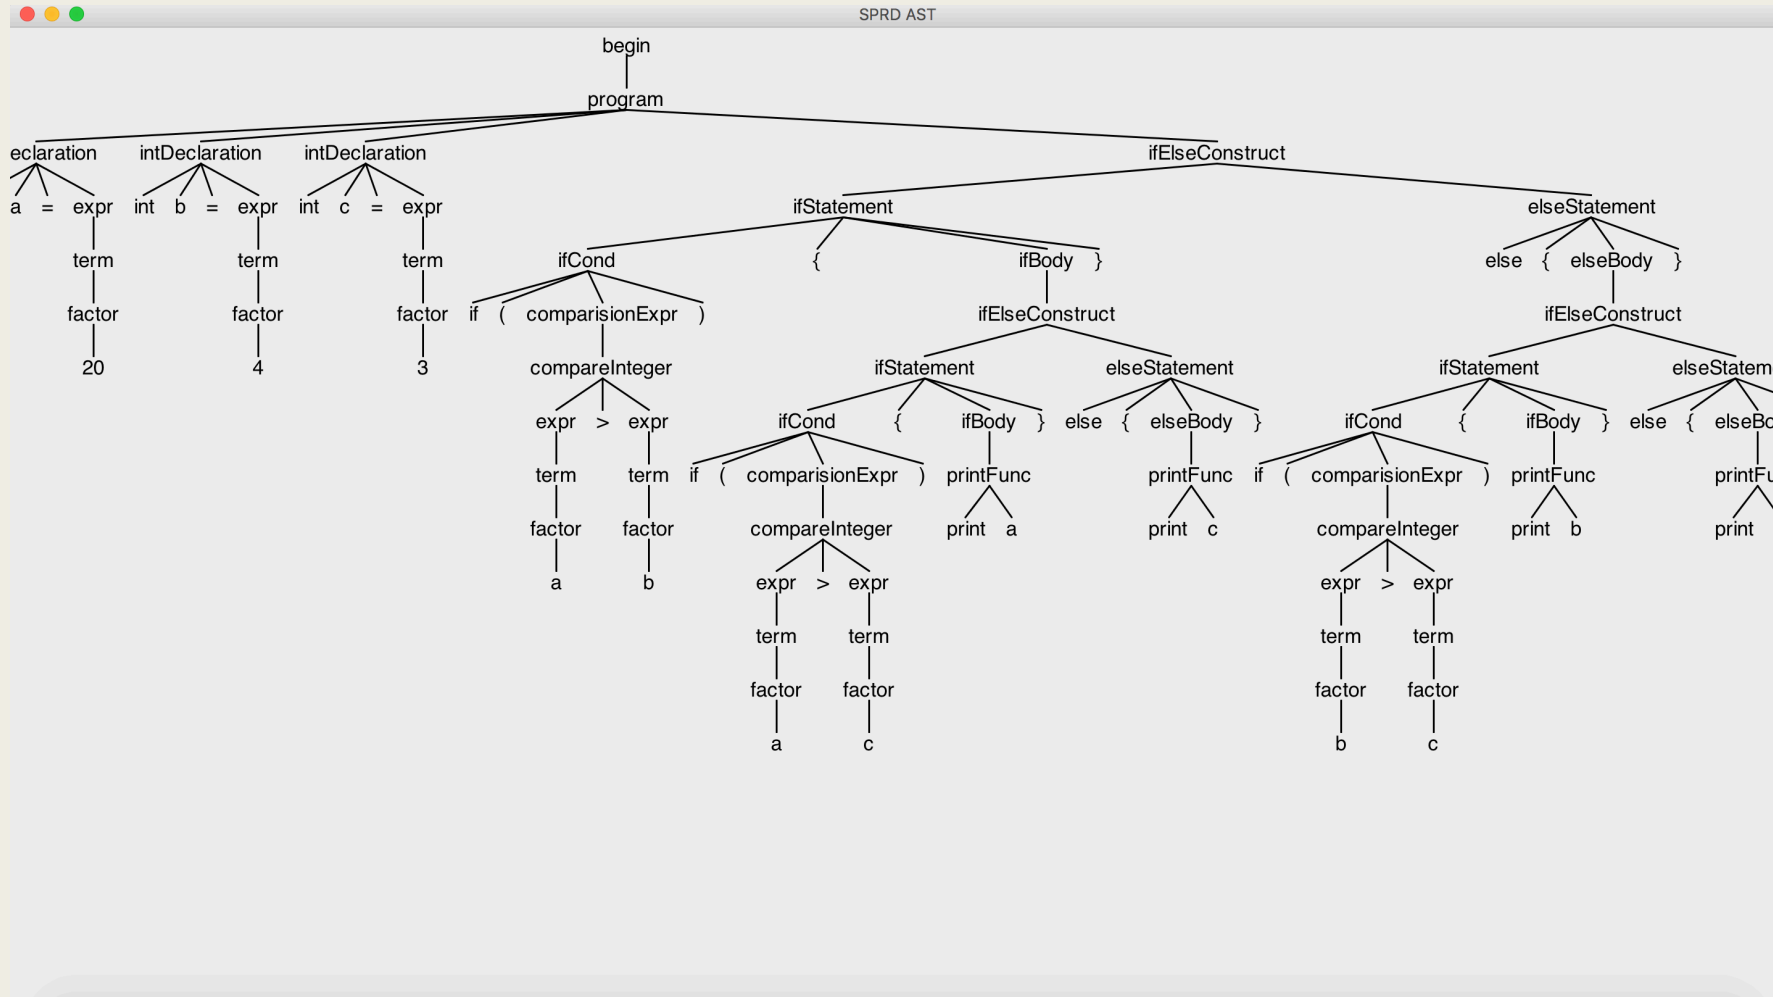 SPRD AST
begin
program
eclaration intDeclaration intDeclaration ifElseConstruct
a = expr int b = expr int c = expr ifStatement elseStatement
term term term ifCond { ifBody } else { elseBody }
factor factor factor if ( comparisionExpr ) ifElseConstruct ifElseConstruct
20 4 3 compareInteger ifStatement elseStatement ifStatement elseStatem
expr > expr ifCond { ifBody } else { elseBody } ifCond { ifBody } else { elseBo
term term if ( comparisionExpr ) printFunc printFunc if ( comparisionExpr ) printFunc printFu
factor factor compareInteger print a print c compareInteger print b print
a b expr > expr expr > expr
term term term term
factor factor factor factor
a c b c